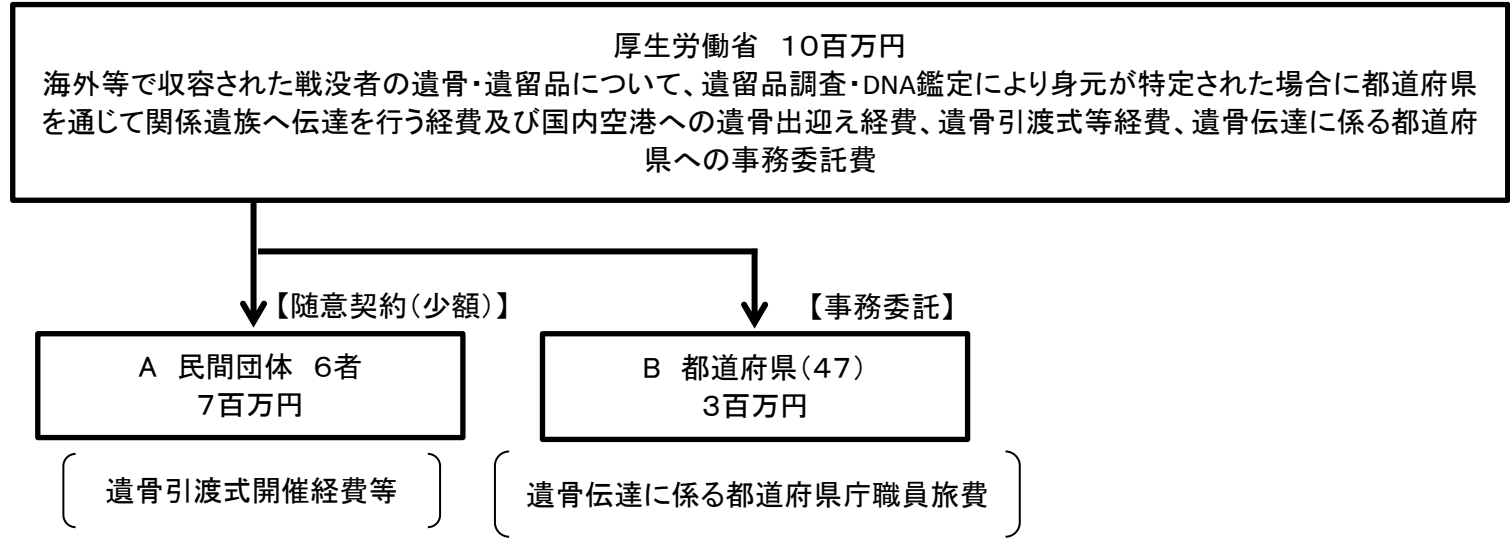 厚生労働省　１０百万円
海外等で収容された戦没者の遺骨・遺留品について、遺留品調査・DNA鑑定により身元が特定された場合に都道府県
を通じて関係遺族へ伝達を行う経費及び国内空港への遺骨出迎え経費、遺骨引渡式等経費、遺骨伝達に係る都道府
県への事務委託費
【随意契約（少額）】
【事務委託】
A　民間団体　６者
７百万円
B　都道府県（４７）
３百万円
遺骨引渡式開催経費等
遺骨伝達に係る都道府県庁職員旅費